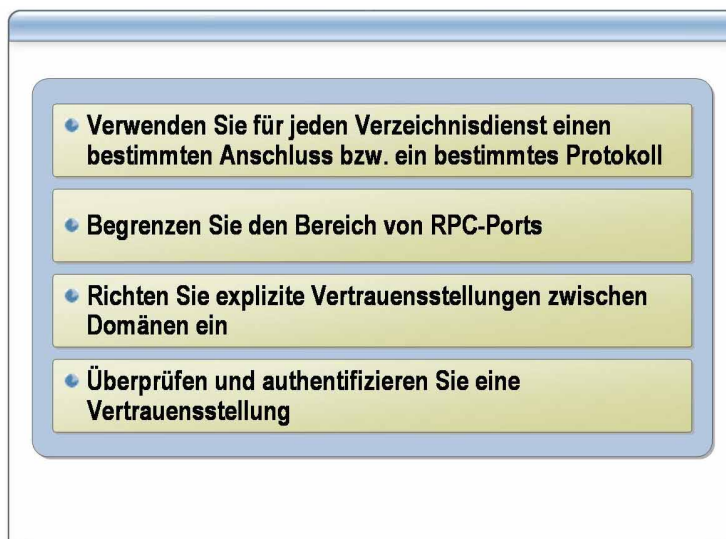 Verwenden Sie für jeden Verzeichnisdienst einen
bestimmten Anschluss bzw. ein bestimmtes Protokoll
Begrenzen Sie den Bereich von RPC-Ports
Richten Sie explizite Vertrauensstellungen zwischen
Domänen ein
Überprüfen und authentifizieren Sie eine
Vertrauensstellung